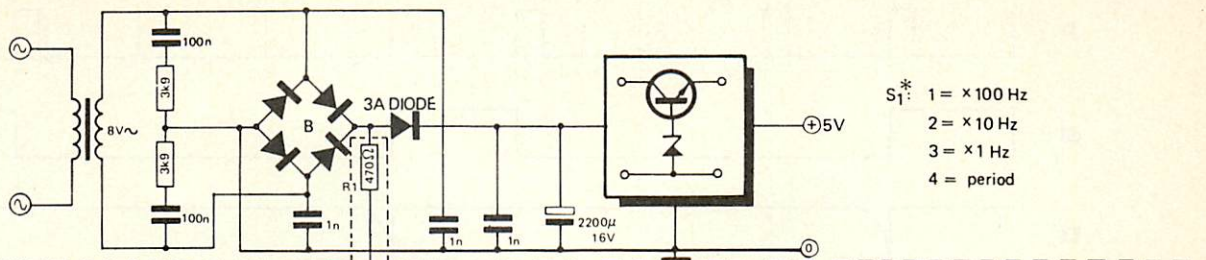 100n
3k9
8V~
3k9
100n
B
1n
3A DIODE
R1
470Ω
1n
1n
2200µ
16V
+5V
0
S1*: 1 = ×100 Hz
2 = ×10 Hz
3 = ×1 Hz
4 = period